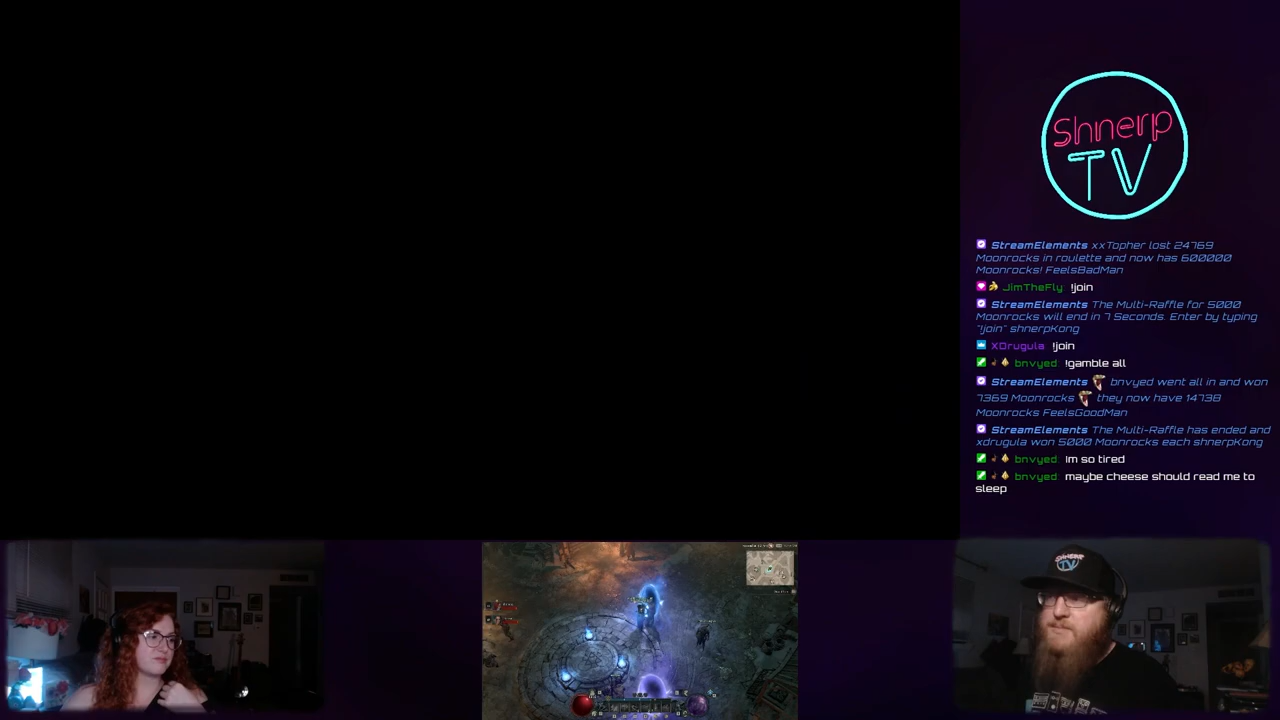 Shnerp
TV
StreamElements xxTopher lost 24769
Moonrocks in roulette and now has 600000
Moonrocks! FeelsBadMan
JimTheFly !join
StreamElements The Multi-Raffle for 5000
Moonrocks will end in 7 Seconds. Enter by typing
"!join" shnerpKong
XDrugula !join
bnvyed: !gamble all
StreamElements bnvyed went all in and won
7369 Moonrocks they now have 14738
Moonrocks FeelsGoodMan
StreamElements The Multi-Raffle has ended and
xdrugula won 5000 Moonrocks each shnerpKong
bnvyed: Im so tired
bnvyed: maybe cheese should read me to
sleep
SHNERP
TV